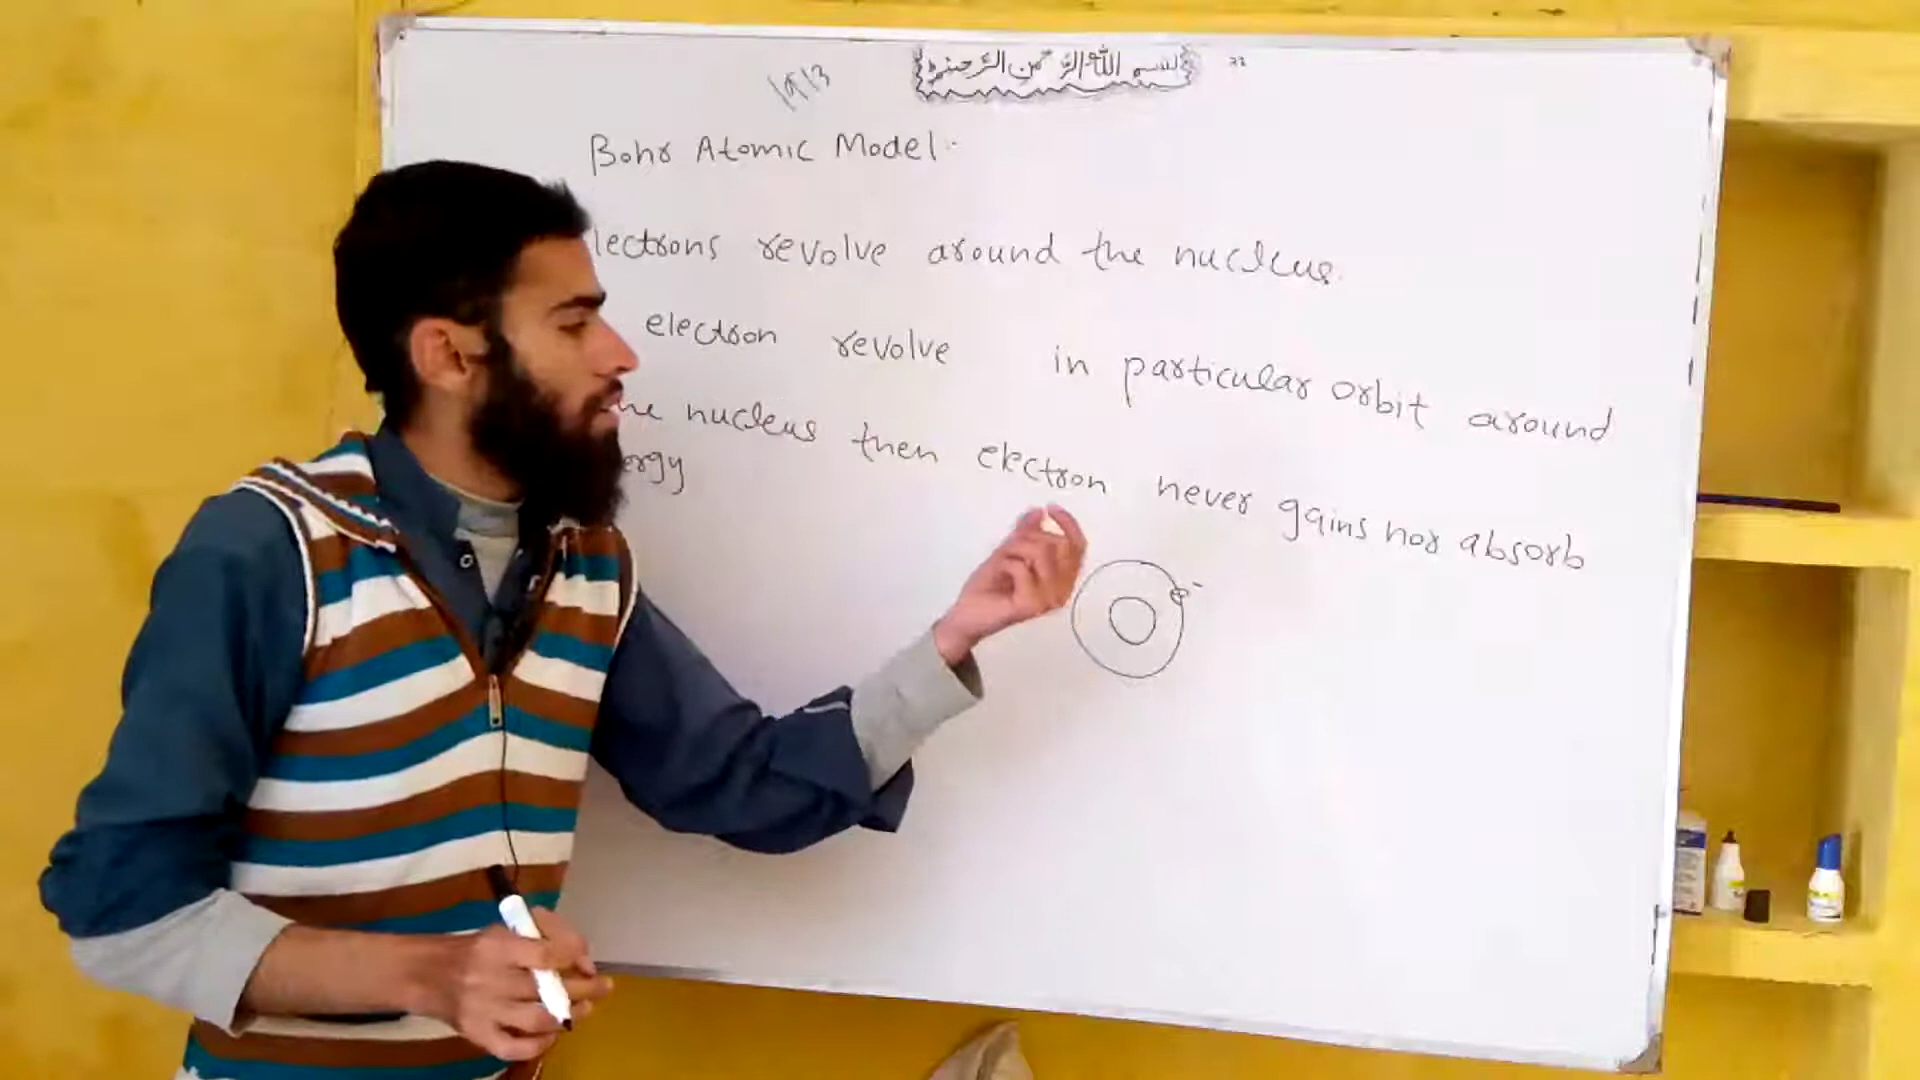 بسم الله الرحمن الرحيم
1913
Bohr Atomic Model:
lectrons revolve around the nucleus.
electron revolve in particular orbit around
he nucleus then electron never gains nor absorb
ergy
e-